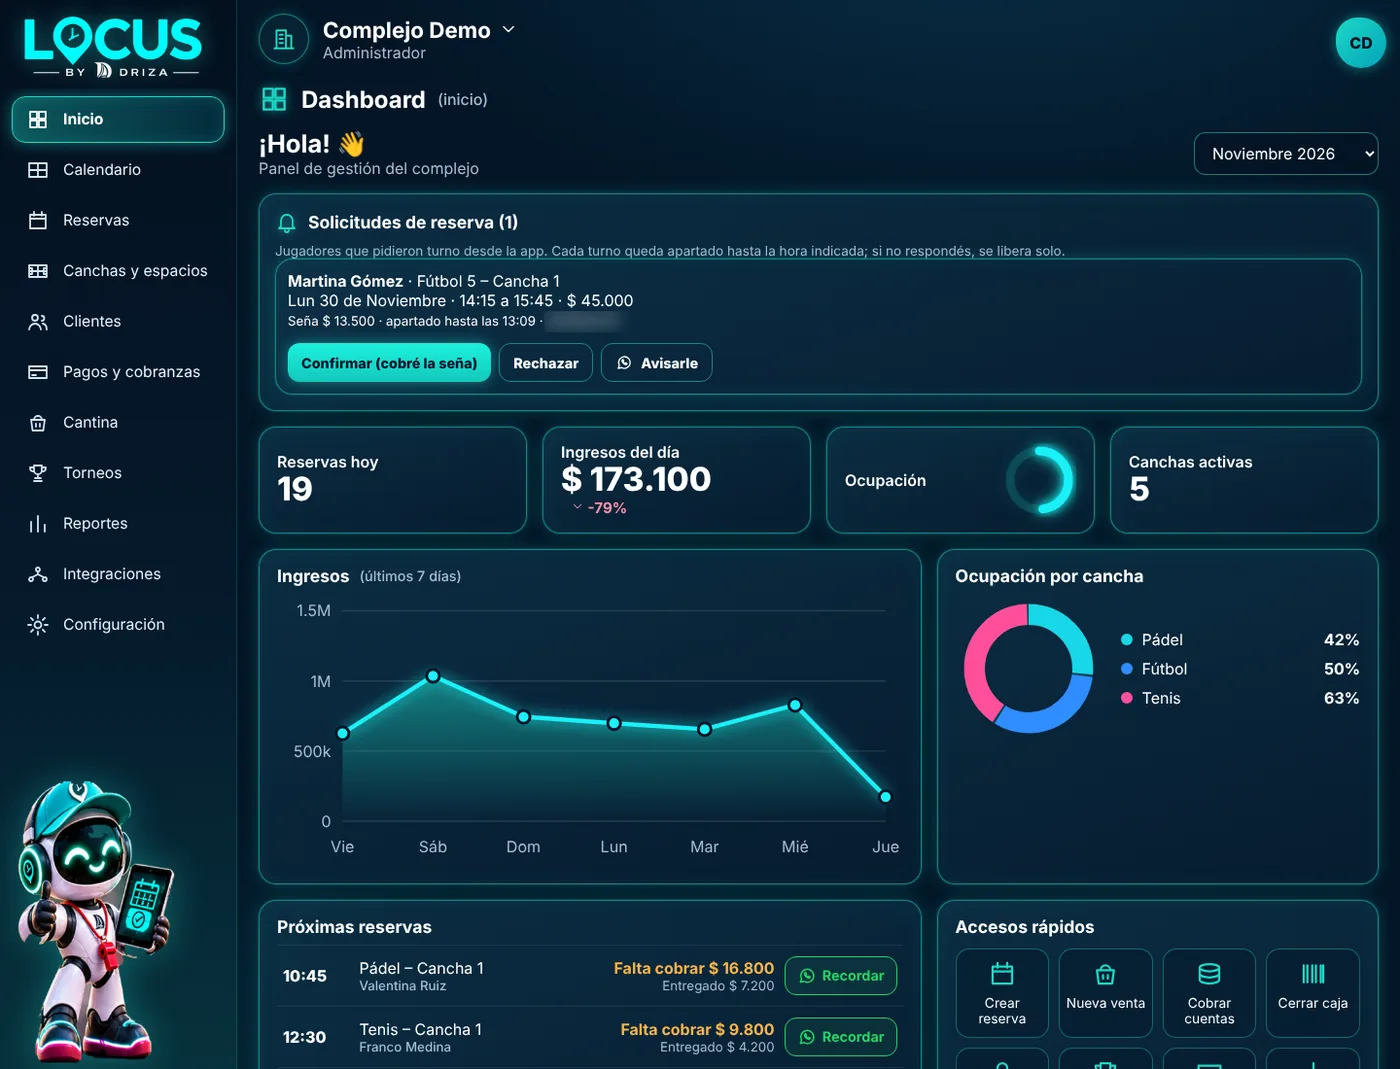 LOCUS
BY DRIZA
Inicio
Calendario
Reservas
Canchas y espacios
Clientes
Pagos y cobranzas
Cantina
Torneos
Reportes
Integraciones
Configuración
Complejo Demo
Administrador
CD
Dashboard (inicio)
¡Hola! 👋
Panel de gestión del complejo
Noviembre 2026
Solicitudes de reserva (1)
Jugadores que pidieron turno desde la app. Cada turno queda apartado hasta la hora indicada; si no respondés, se libera solo.
Martina Gómez · Fútbol 5 – Cancha 1
Lun 30 de Noviembre · 14:15 a 15:45 · $ 45.000
Seña $ 13.500 · apartado hasta las 13:09 ·
Confirmar (cobré la seña) Rechazar Avisarle
Reservas hoy
19
Ingresos del día
$ 173.100
-79%
Ocupación
Canchas activas
5
Ingresos (últimos 7 días)
1.5M
1M
500k
0
Vie Sáb Dom Lun Mar Mié Jue
Ocupación por cancha
Pádel 42%
Fútbol 50%
Tenis 63%
Próximas reservas
10:45 Pádel – Cancha 1 Falta cobrar $ 16.800 Recordar
Valentina Ruiz Entregado $ 7.200
12:30 Tenis – Cancha 1 Falta cobrar $ 9.800 Recordar
Franco Medina Entregado $ 4.200
Accesos rápidos
Crear reserva
Nueva venta
Cobrar cuentas
Cerrar caja